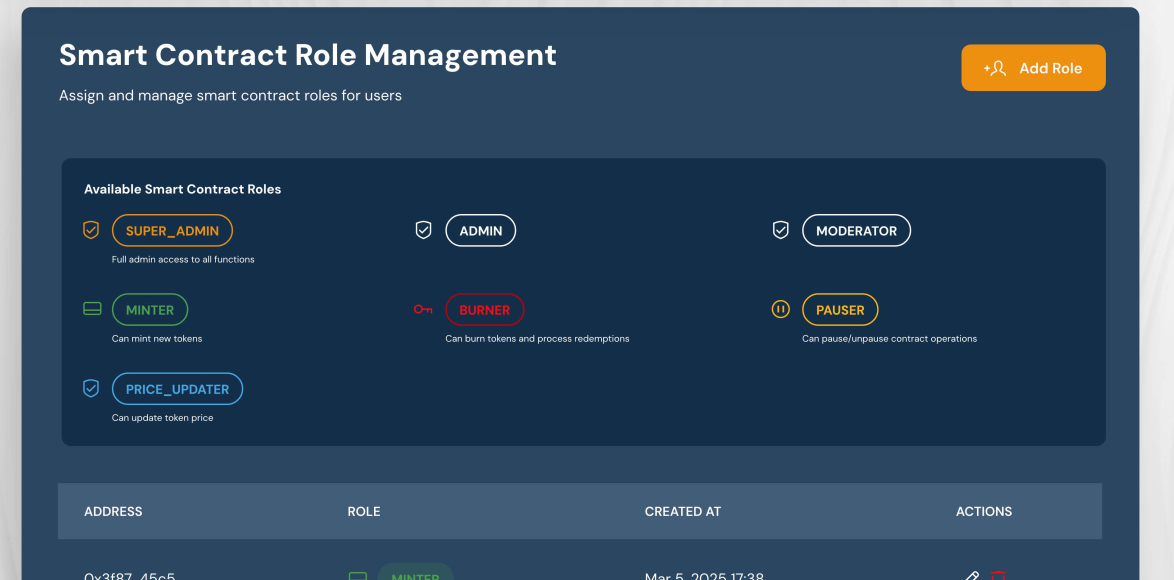 Smart Contract Role Management
Add Role
Assign and manage smart contract roles for users
Available Smart Contract Roles
SUPER_ADMIN
Full admin access to all functions
ADMIN
MODERATOR
MINTER
Can mint new tokens
BURNER
Can burn tokens and process redemptions
PAUSER
Can pause/unpause contract operations
PRICE_UPDATER
Can update token price
ADDRESS ROLE CREATED AT ACTIONS
0x3f87...45c5 MINTER Mar 5, 2025 17:38